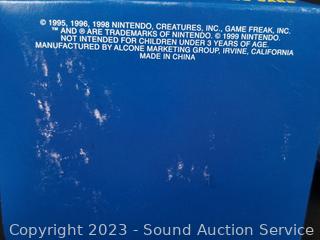 © 1995, 1996, 1998 NINTENDO, CREATURES, INC., GAME FREAK, INC.
™ AND ® ARE TRADEMARKS OF NINTENDO. © 1999 NINTENDO.
NOT INTENDED FOR CHILDREN UNDER 3 YEARS OF AGE.
MANUFACTURED BY ALCONE MARKETING GROUP, IRVINE, CALIFORNIA
MADE IN CHINA
Copyright 2023 - Sound Auction Service